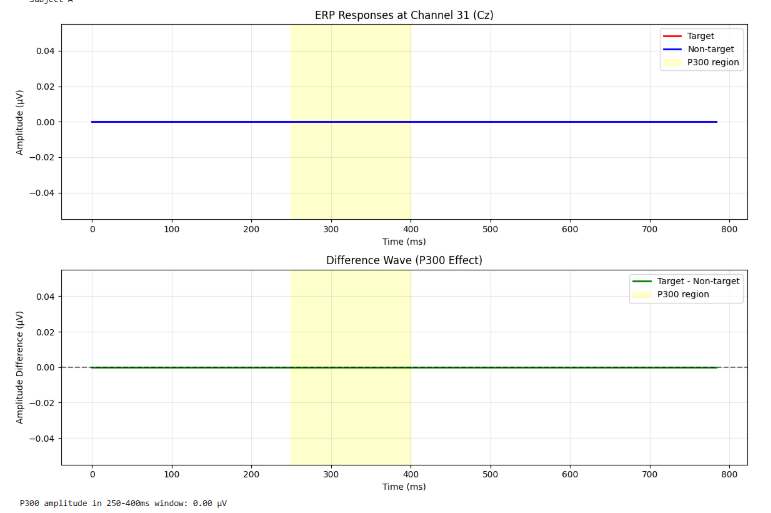 Subject A
ERP Responses at Channel 31 (Cz)
0.04
0.02
0.00
−0.02
−0.04
Amplitude (µV)
Target
Non-target
P300 region
0 100 200 300 400 500 600 700 800
Time (ms)
Difference Wave (P300 Effect)
0.04
0.02
0.00
−0.02
−0.04
Amplitude Difference (µV)
Target - Non-target
P300 region
0 100 200 300 400 500 600 700 800
Time (ms)
P300 amplitude in 250-400ms window: 0.00 µV